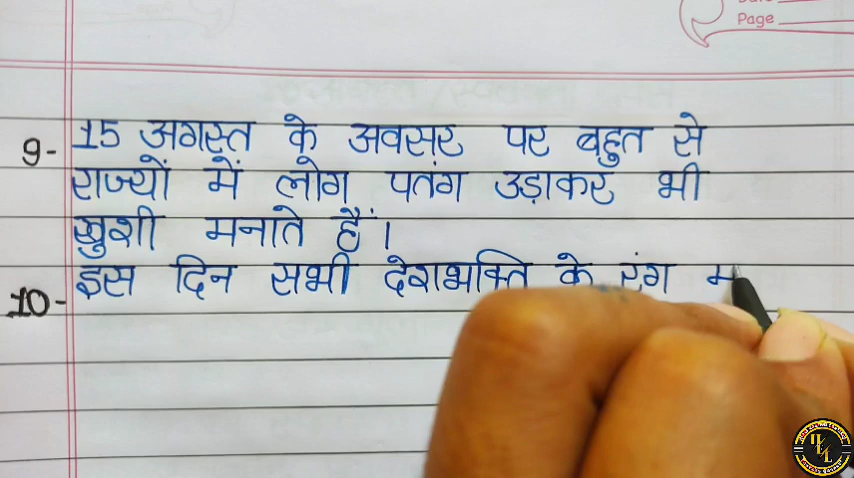 Page
9- 15 अगस्त के अवसर पर बहुत से
राज्यों में लोग पतंग उड़ाकर भी
खुशी मनाते हैं।
10- इस दिन सभी देशभक्ति के रंग म